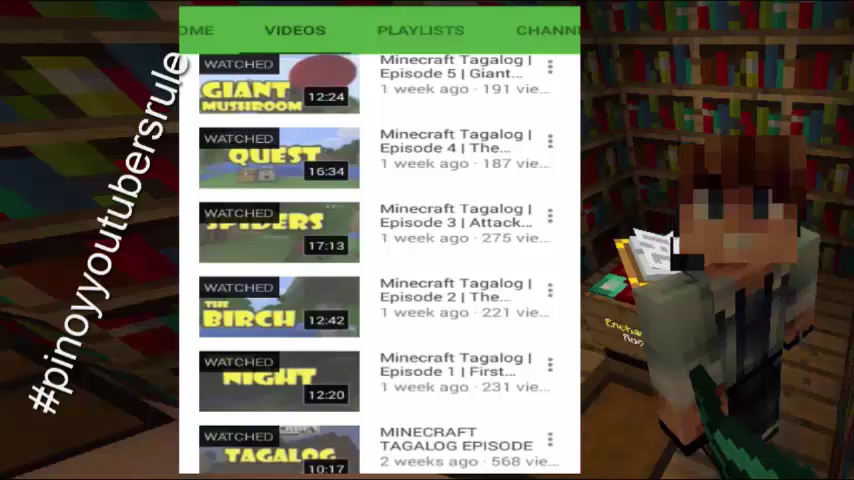 OME VIDEOS PLAYLISTS CHANN
#pinoyyoutubersrule
WATCHED
GIANT
MUSHROOM
12:24
Minecraft Tagalog |
Episode 5 | Giant...
1 week ago · 191 vie...
WATCHED
QUEST
16:34
Minecraft Tagalog |
Episode 4 | The...
1 week ago · 187 vie...
WATCHED
SPIDERS
17:13
Minecraft Tagalog |
Episode 3 | Attack...
1 week ago · 275 vie...
WATCHED
THE
BIRCH
12:42
Minecraft Tagalog |
Episode 2 | The...
1 week ago · 221 vie...
WATCHED
NIGHT
12:20
Minecraft Tagalog |
Episode 1 | First...
1 week ago · 231 vie...
WATCHED
TAGALOG
10:17
MINECRAFT
TAGALOG EPISODE
2 weeks ago · 568 vie...